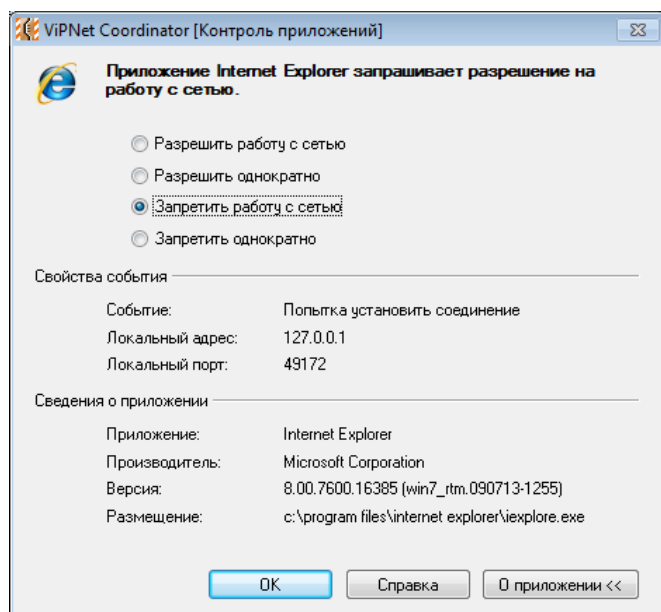 ViPNet Coordinator [Контроль приложений]
Приложение Internet Explorer запрашивает разрешение на
работу с сетью.
Разрешить работу с сетью
Разрешить однократно
Запретить работу с сетью
Запретить однократно
Свойства события
Событие: Попытка установить соединение
Локальный адрес: 127.0.0.1
Локальный порт: 49172
Сведения о приложении
Приложение: Internet Explorer
Производитель: Microsoft Corporation
Версия: 8.00.7600.16385 (win7_rtm.090713-1255)
Размещение: c:\program files\internet explorer\iexplore.exe
OK Справка О приложении <<